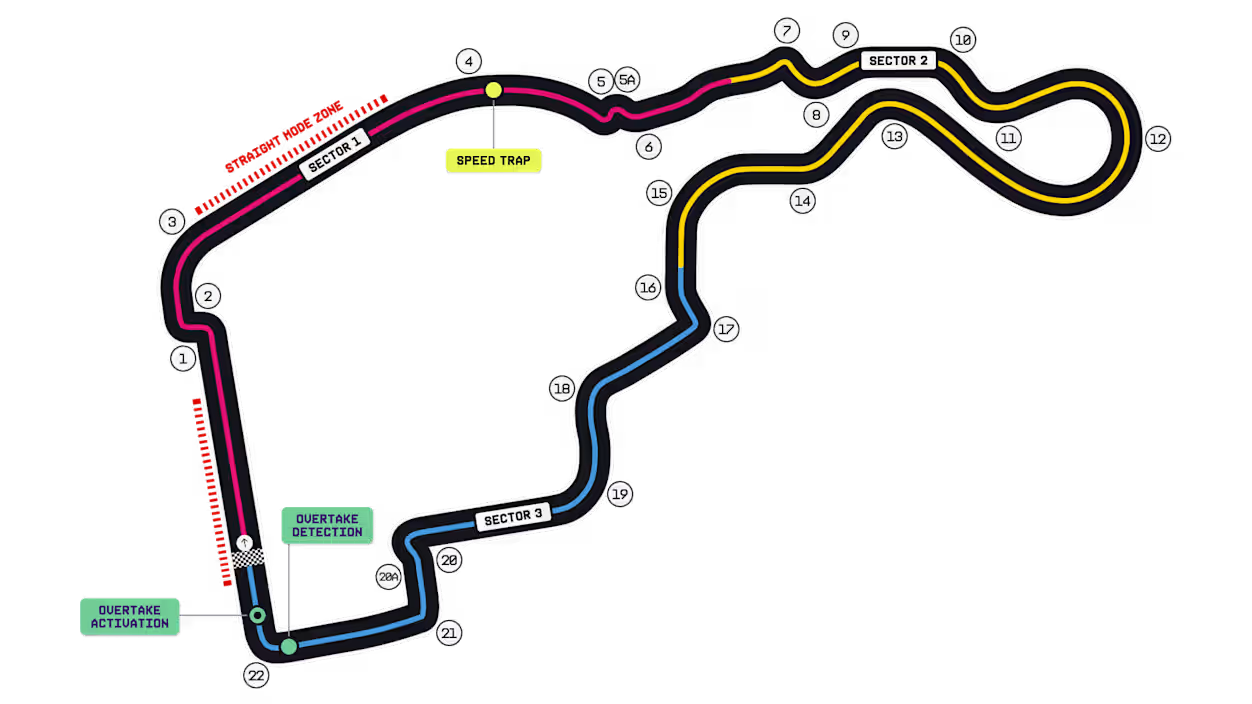 7
9
10
4
SECTOR 2
5
5A
STRAIGHT MODE ZONE
8
11
12
13
SECTOR 1
6
SPEED TRAP
15
14
3
16
2
17
1
18
19
OVERTAKE
DETECTION
SECTOR 3
20
20A
OVERTAKE
ACTIVATION
21
22